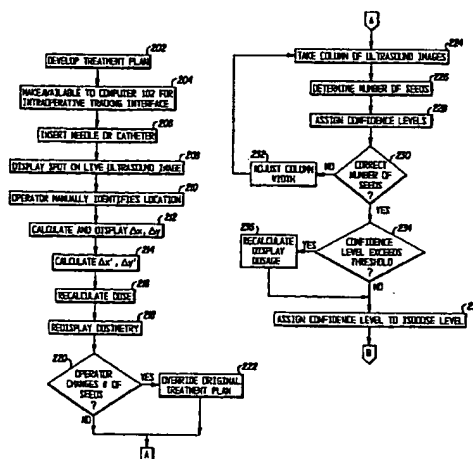 202
DEVELOP TREATMENT PLAN
204
MAKE AVAILABLE TO COMPUTER 102 FOR
INTRAOPERATIVE TRACKING INTERFACE
206
INSERT NEEDLE OR CATHETER
208
DISPLAY SPOT ON LIVE ULTRASOUND IMAGE
210
OPERATOR MANUALLY IDENTIFIES LOCATION
212
CALCULATE AND DISPLAY Δx, Δy
214
CALCULATE Δx', Δy'
216
RECALCULATE DOSE
218
REDISPLAY DOSIMETRY
220
OPERATOR
CHANGES # OF
SEEDS
?
YES
222
OVERRIDE ORIGINAL
TREATMENT PLAN
NO
A
A
224
TAKE COLUMN OF ULTRASOUND IMAGES
226
DETERMINE NUMBER OF SEEDS
228
ASSIGN CONFIDENCE LEVELS
230
CORRECT
NUMBER OF
SEEDS
?
NO
232
ADJUST COLUMN
WIDTH
YES
234
CONFIDENCE
LEVEL EXCEEDS
THRESHOLD
?
YES
236
RECALCULATE
DISPLAY
DOSAGE
NO
ASSIGN CONFIDENCE LEVEL TO ISODOSE LEVEL
B